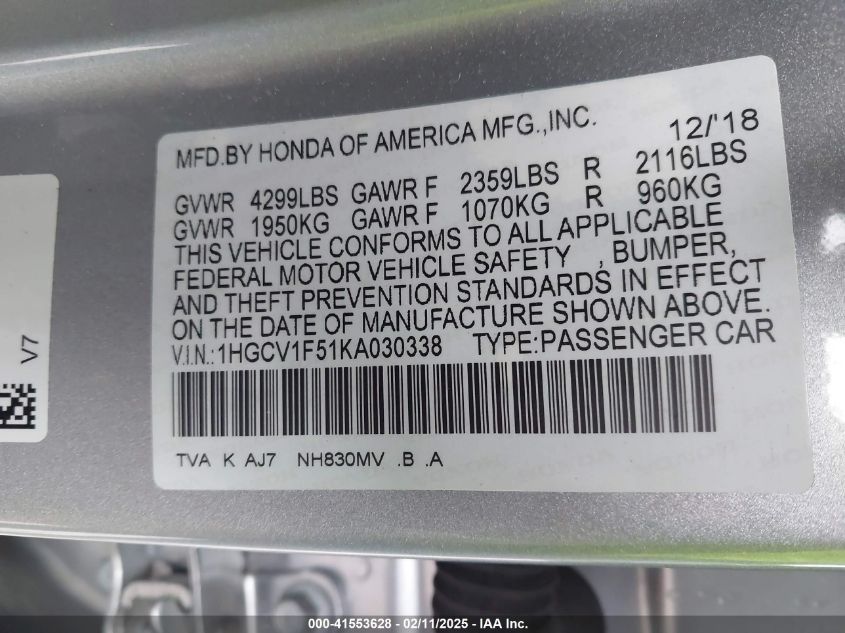 MFD.BY HONDA OF AMERICA MFG.,INC. 12/'18
GVWR 4299LBS GAWR F 2359LBS R 2116LBS
GVWR 1950KG GAWR F 1070KG R 960KG
THIS VEHICLE CONFORMS TO ALL APPLICABLE
FEDERAL MOTOR VEHICLE SAFETY , BUMPER,
AND THEFT PREVENTION STANDARDS IN EFFECT
ON THE DATE OF MANUFACTURE SHOWN ABOVE.
V.I.N.:1HGCV1F51KA030338 TYPE:PASSENGER CAR
TVA K AJ7 NH830MV .B .A
V7
000-41553628 - 02/11/2025 - IAA Inc.